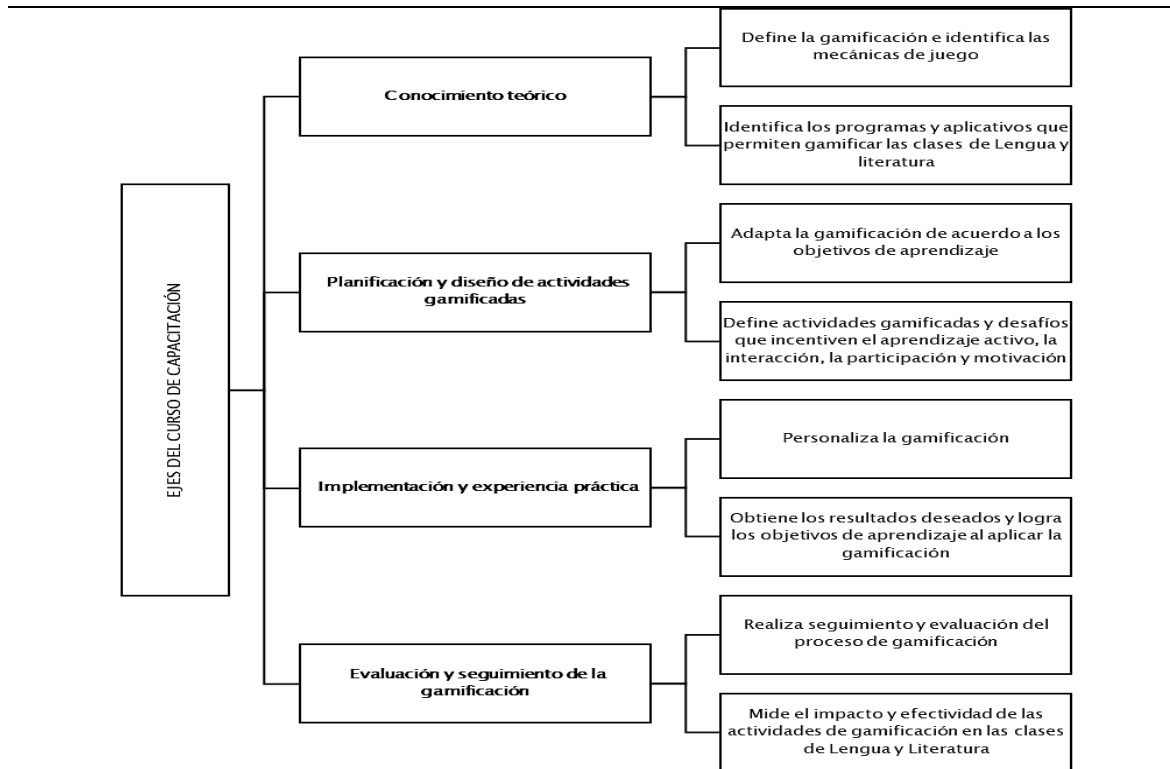 EJES DEL CURSO DE CAPACITACIÓN
Conocimiento teórico
Define la gamificación e identifica las
mecánicas de juego
Identifica los programas y aplicativos que
permiten gamificar las clases de Lengua y
literatura
Planificación y diseño de actividades
gamificadas
Adapta la gamificación de acuerdo a los
objetivos de aprendizaje
Define actividades gamificadas y desafíos
que incentiven el aprendizaje activo, la
interacción, la participación y motivación
Implementación y experiencia práctica
Personaliza la gamificación
Obtiene los resultados deseados y logra
los objetivos de aprendizaje al aplicar la
gamificación
Evaluación y seguimiento de la
gamificación
Realiza seguimiento y evaluación del
proceso de gamificación
Mide el impacto y efectividad de las
actividades de gamificación en las clases
de Lengua y Literatura